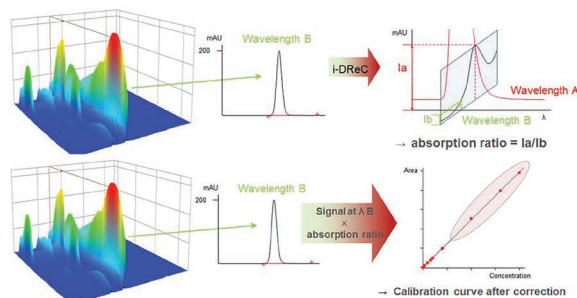 mAU
Wavelength B
200
i-DReC
mAU
Ia
Wavelength A
λ
Ib
Wavelength B
→ absorption ratio = Ia/Ib
mAU
Wavelength B
200
Signal at λ B
×
absorption ratio
Area
Concentration
→ Calibration curve after correction